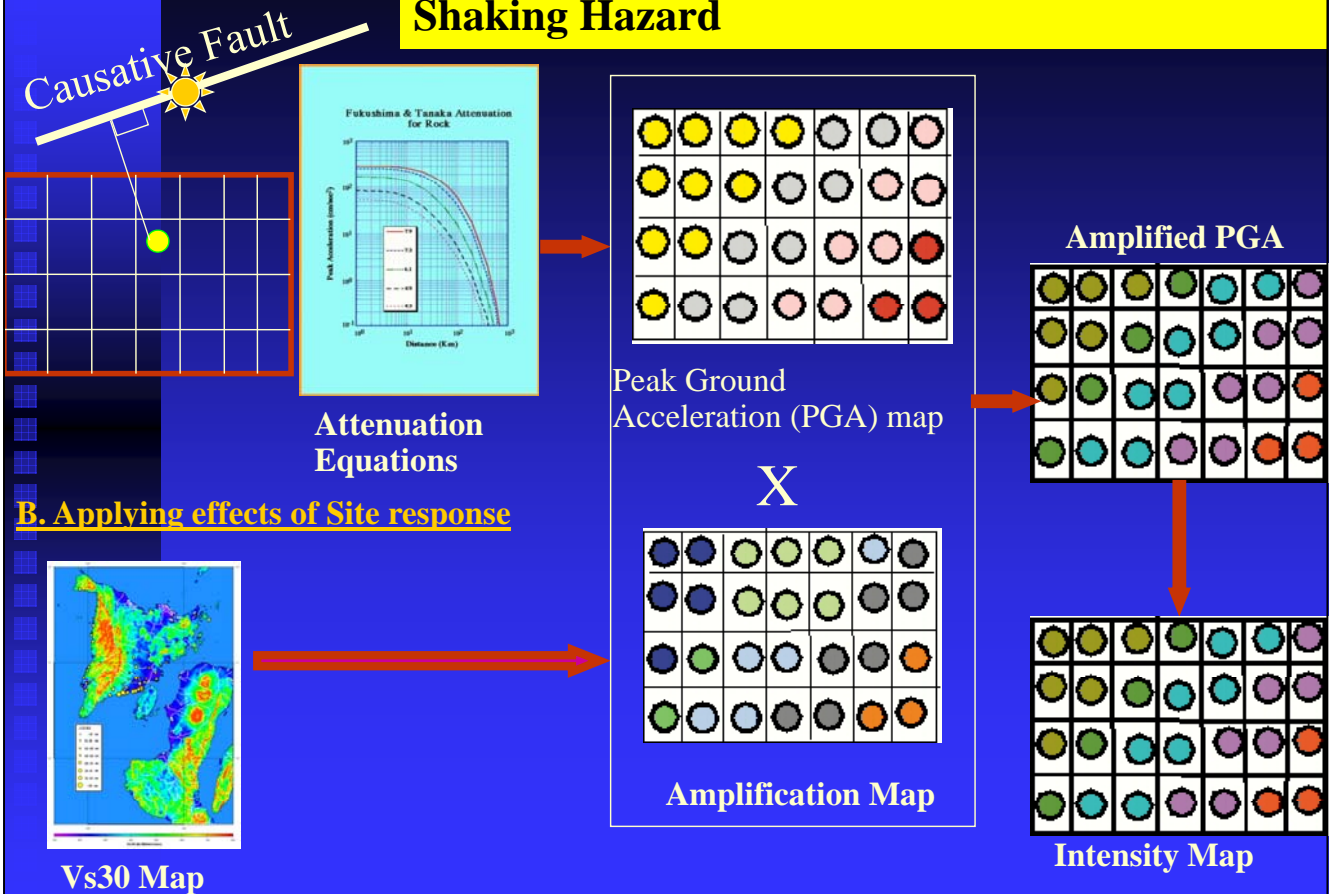 Shaking Hazard
Causative Fault
Fukushima & Tanaka Attenuation
for Rock
Peak Acceleration (cm/sec²)
Distance (Km)
Attenuation
Equations
Peak Ground
Acceleration (PGA) map
X
Amplified PGA
B. Applying effects of Site response
Amplification Map
Vs30 Map
Intensity Map